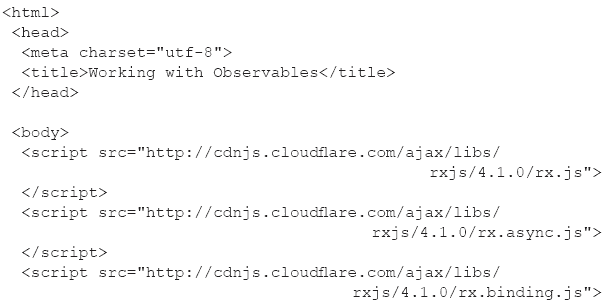 <html>
<head>
<meta charset="utf-8">
<title>Working with Observables</title>
</head>
<body>
<script src="http://cdnjs.cloudflare.com/ajax/libs/
rxjs/4.1.0/rx.js">
</script>
<script src="http://cdnjs.cloudflare.com/ajax/libs/
rxjs/4.1.0/rx.async.js">
</script>
<script src="http://cdnjs.cloudflare.com/ajax/libs/
rxjs/4.1.0/rx.binding.js">